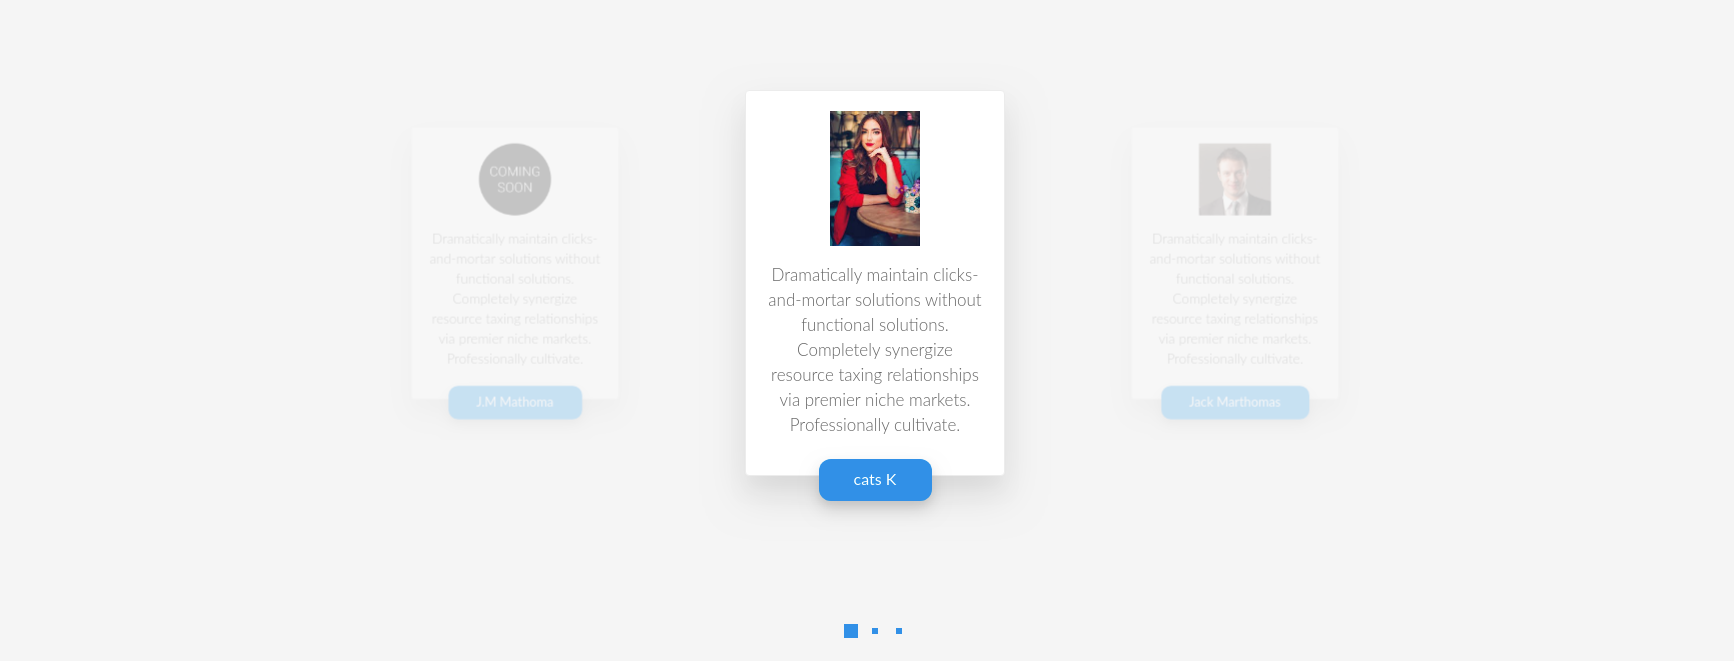 COMING
SOON
Dramatically maintain clicks-
and-mortar solutions without
functional solutions.
Completely synergize
resource taxing relationships
via premier niche markets.
Professionally cultivate.
J.M Mathoma
Dramatically maintain clicks-
and-mortar solutions without
functional solutions.
Completely synergize
resource taxing relationships
via premier niche markets.
Professionally cultivate.
cats K
Dramatically maintain clicks-
and-mortar solutions without
functional solutions.
Completely synergize
resource taxing relationships
via premier niche markets.
Professionally cultivate.
Jack Marthomas